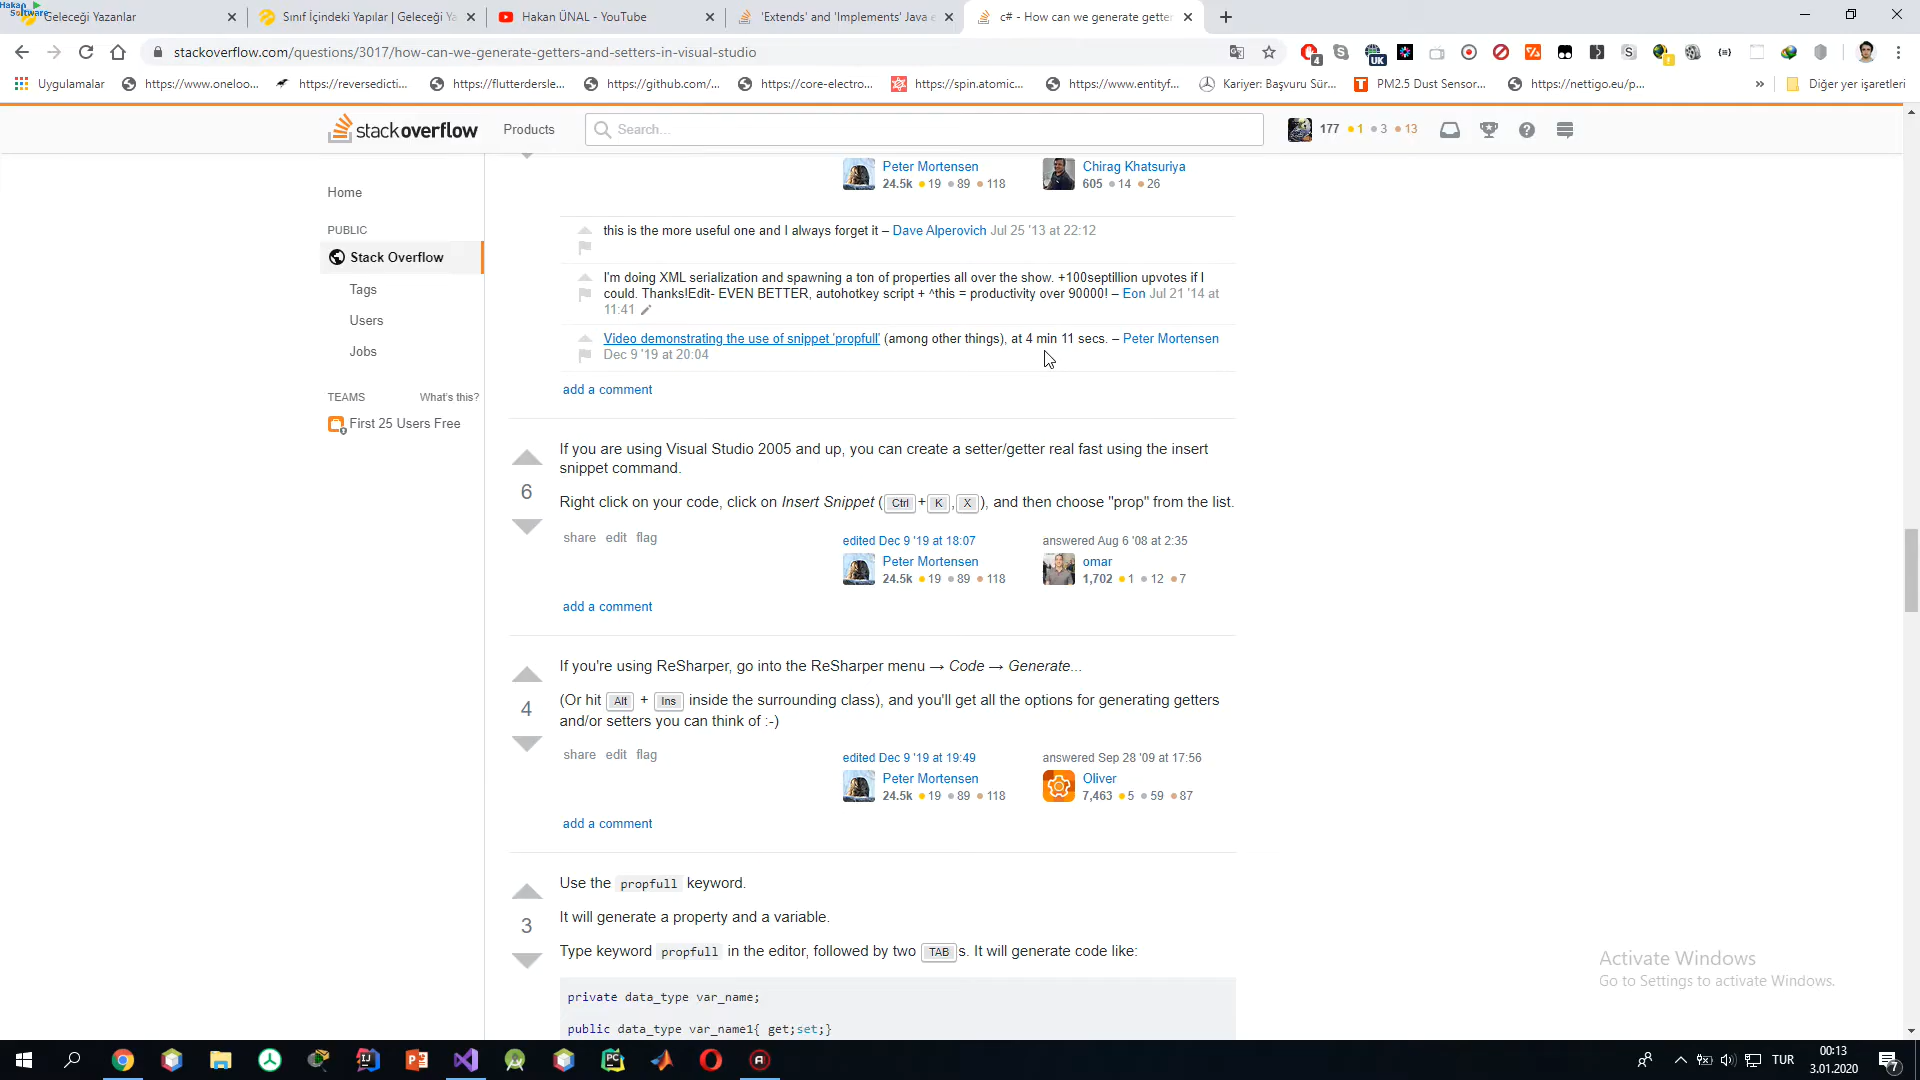 Hakan
Software
Geleceği Yazanlar
Sınıf İçindeki Yapılar | Geleceği Ya
Hakan ÜNAL - YouTube
'Extends' and 'Implements' Java e
c# - How can we generate getter
stackoverflow.com/questions/3017/how-can-we-generate-getters-and-setters-in-visual-studio
4
UK
Uygulamalar
https://www.oneloo...
https://reversedicti...
https://flutterdersle...
https://github.com/...
https://core-electro...
https://spin.atomic...
https://www.entityf...
Kariyer: Başvuru Sür...
PM2.5 Dust Sensor...
https://nettigo.eu/p...
»
Diğer yer işaretleri
stackoverflow
Products
Search...
177 1 3 13
Home
PUBLIC
Stack Overflow
Tags
Users
Jobs
TEAMS What's this?
First 25 Users Free
Peter Mortensen
24.5k 19 89 118
Chirag Khatsuriya
605 14 26
this is the more useful one and I always forget it – Dave Alperovich Jul 25 '13 at 22:12
I'm doing XML serialization and spawning a ton of properties all over the show. +100septillion upvotes if I
could. Thanks!Edit- EVEN BETTER, autohotkey script + ^this = productivity over 90000! – Eon Jul 21 '14 at
11:41
Video demonstrating the use of snippet 'propfull' (among other things), at 4 min 11 secs. – Peter Mortensen
Dec 9 '19 at 20:04
add a comment
If you are using Visual Studio 2005 and up, you can create a setter/getter real fast using the insert
snippet command.
6
Right click on your code, click on Insert Snippet (Ctrl+K,X), and then choose "prop" from the list.
share edit flag
edited Dec 9 '19 at 18:07
Peter Mortensen
24.5k 19 89 118
answered Aug 6 '08 at 2:35
omar
1,702 1 12 7
add a comment
If you're using ReSharper, go into the ReSharper menu → Code → Generate...
4
(Or hit Alt + Ins inside the surrounding class), and you'll get all the options for generating getters
and/or setters you can think of :-)
share edit flag
edited Dec 9 '19 at 19:49
Peter Mortensen
24.5k 19 89 118
answered Sep 28 '09 at 17:56
Oliver
7,463 5 59 87
add a comment
Use the propfull keyword.
3
It will generate a property and a variable.
Type keyword propfull in the editor, followed by two TABs. It will generate code like:
private data_type var_name;
public data_type var_name1{ get;set;}
Activate Windows
Go to Settings to activate Windows.
TUR
00:13
3.01.2020
7